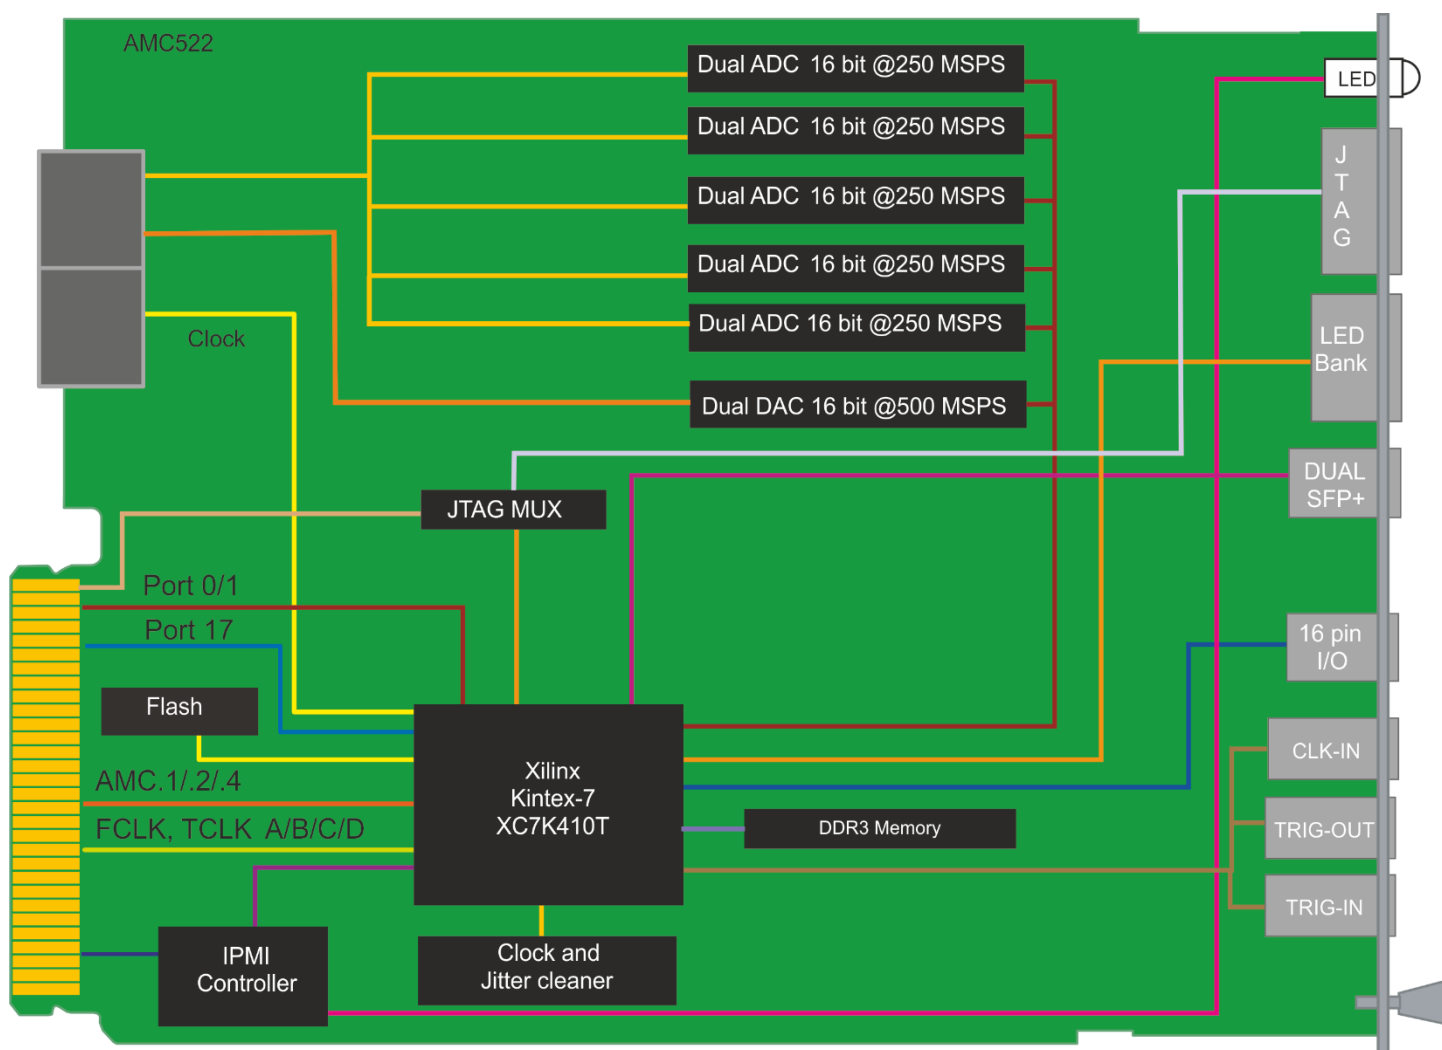 AMC522
Dual ADC 16 bit @250 MSPS
Dual ADC 16 bit @250 MSPS
Dual ADC 16 bit @250 MSPS
Dual ADC 16 bit @250 MSPS
Dual ADC 16 bit @250 MSPS
Dual DAC 16 bit @500 MSPS
LED
J
T
A
G
Clock
LED
Bank
DUAL
SFP+
JTAG MUX
Port 0/1
Port 17
16 pin
I/O
Flash
AMC.1/.2/.4
FCLK, TCLK A/B/C/D
Xilinx
Kintex-7
XC7K410T
DDR3 Memory
CLK-IN
TRIG-OUT
TRIG-IN
IPMI
Controller
Clock and
Jitter cleaner